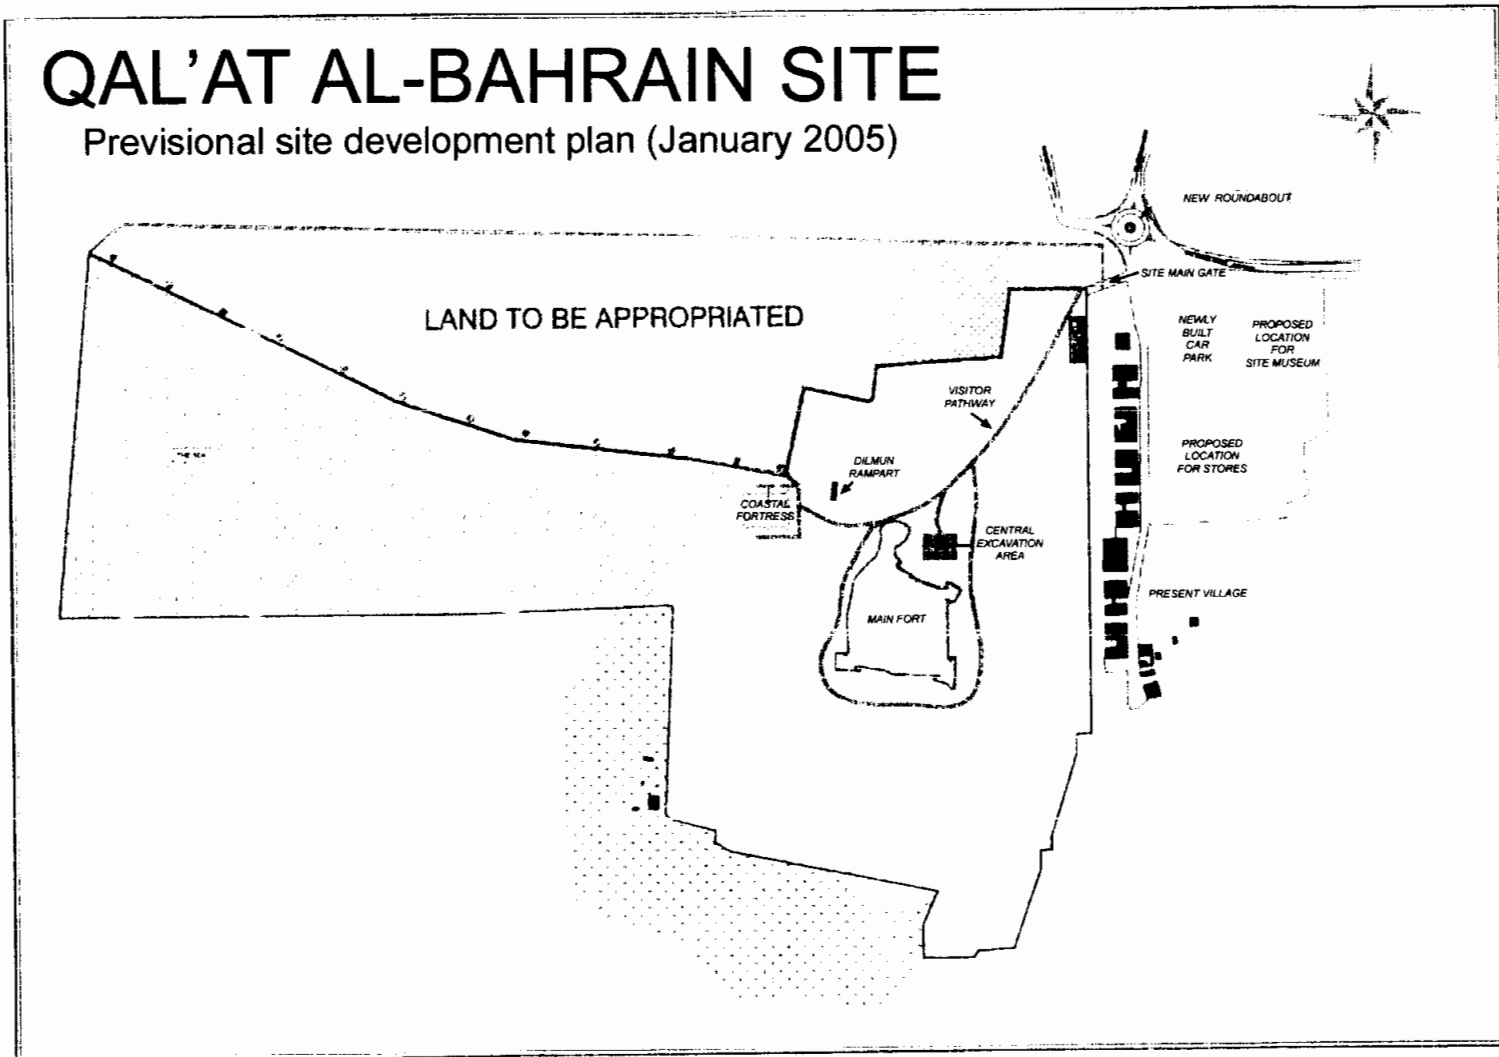 QAL'AT AL-BAHRAIN SITE
Previsional site development plan (January 2005)
NEW ROUNDABOUT
SITE MAIN GATE
LAND TO BE APPROPRIATED
NEWLY
BUILT
CAR
PARK
PROPOSED
LOCATION
FOR
SITE MUSEUM
VISITOR
PATHWAY
PROPOSED
LOCATION
FOR STORES
THE SEA
DILMUN
RAMPART
COASTAL
FORTRESS
CENTRAL
EXCAVATION
AREA
PRESENT VILLAGE
MAIN FORT